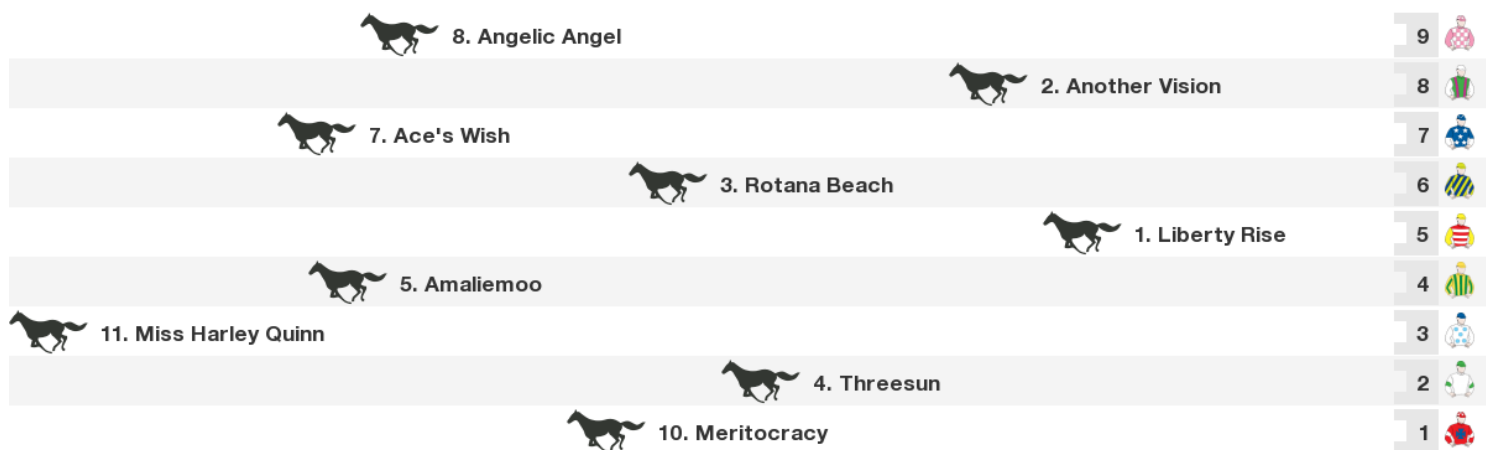 8. Angelic Angel 9
2. Another Vision 8
7. Ace's Wish 7
3. Rotana Beach 6
1. Liberty Rise 5
5. Amaliemoo 4
11. Miss Harley Quinn 3
4. Threesun 2
10. Meritocracy 1